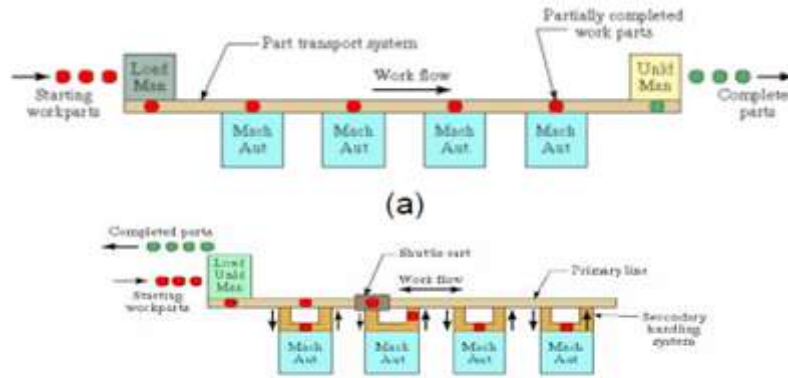 Part transport system
Partially completed
work parts
Load
Man
Work flow
Unld
Man
Starting
workparts
Complete
parts
Mach
Aut
Mach
Aut
Mach
Aut
Mach
Aut
(a)
Completed parts
Load
Unld
Man
Shuttle cart
Work flow
Primary line
Starting
workparts
Secondary
handling
system
Mach
Aut
Mach
Aut
Mach
Aut
Mach
Aut